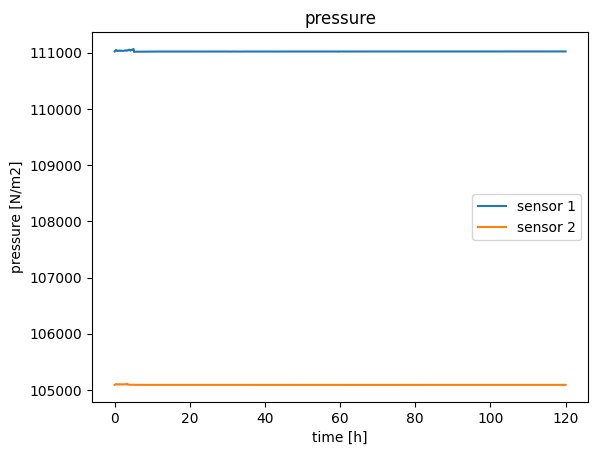 pressure
pressure [N/m2]
111000
110000
109000
108000
107000
106000
105000
sensor 1
sensor 2
0 20 40 60 80 100 120
time [h]